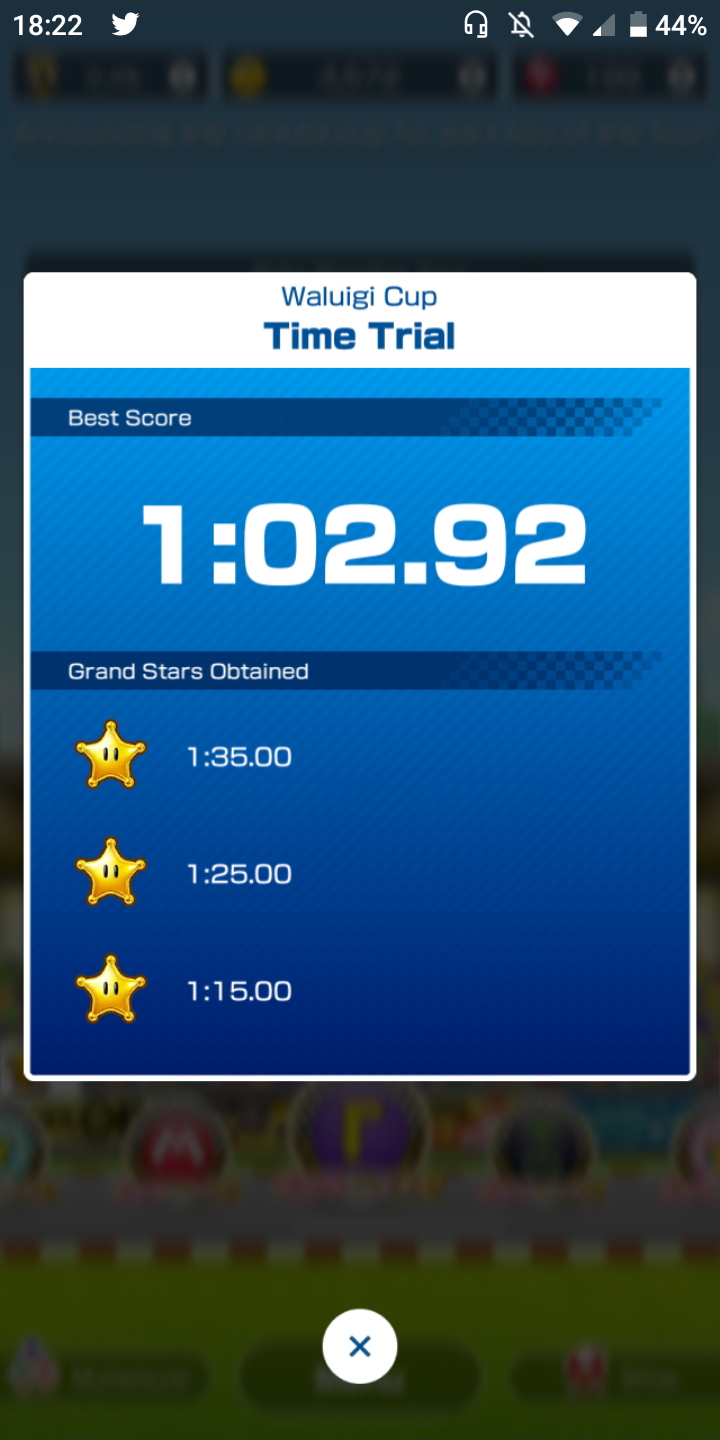 18:22
44%
Waluigi Cup
Time Trial
Best Score
1:02.92
Grand Stars Obtained
1:35.00
1:25.00
1:15.00